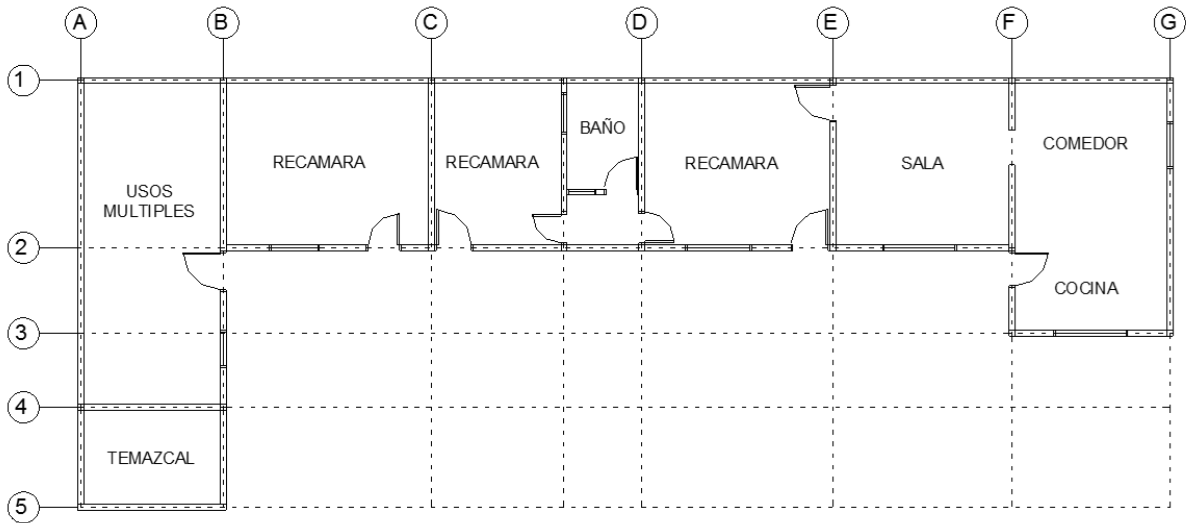 A
B
C
D
E
F
G
1
2
3
4
5
USOS
MULTIPLES
RECAMARA
RECAMARA
BAÑO
RECAMARA
SALA
COMEDOR
COCINA
TEMAZCAL